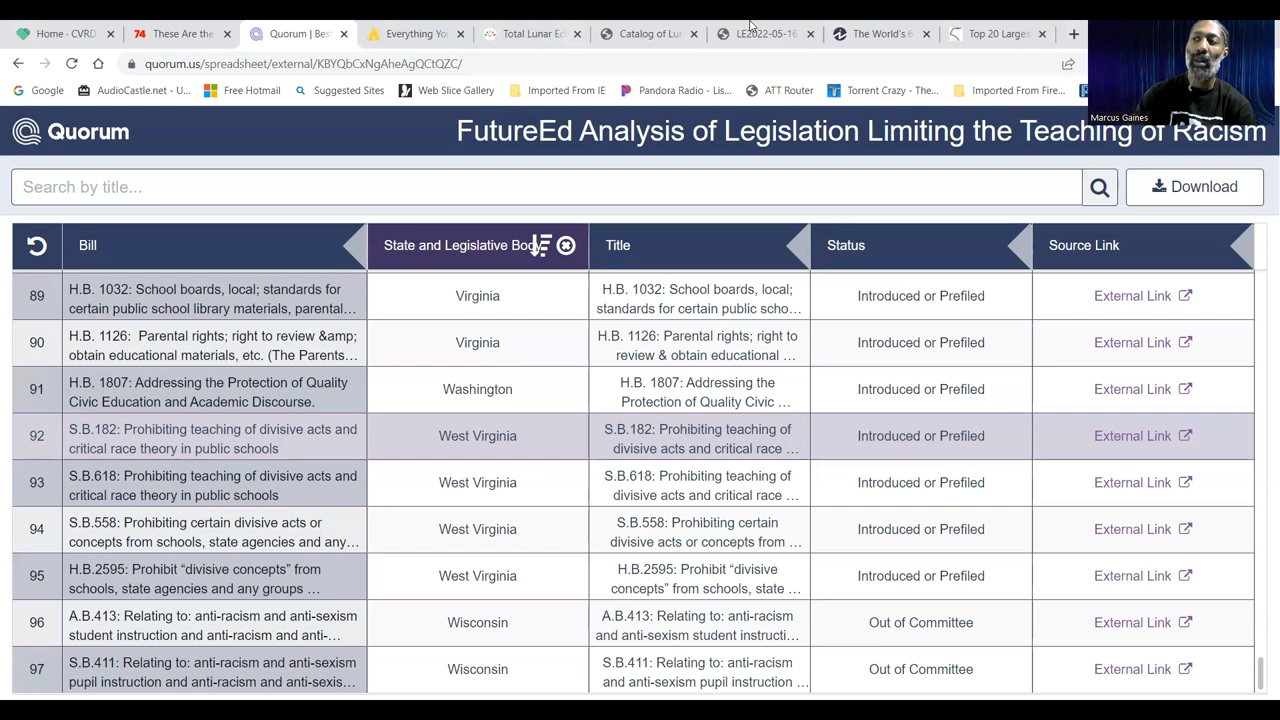 Home · CVRD
74 These Are the
Quorum | Best
Everything Yo
Total Lunar Ec
Catalog of Lu
LE2022-05-16
The World's 6
Top 20 Larges
quorum.us/spreadsheet/external/KBYQbCxNgAheAgQCtQZC/
Google
AudioCastle.net - U...
Free Hotmail
Suggested Sites
Web Slice Gallery
Imported From IE
Pandora Radio - Lis...
ATT Router
Torrent Crazy - The...
Imported From Fire...
Marcus Gaines
Quorum
FutureEd Analysis of Legislation Limiting the Teaching of Racism
Search by title...
Download
Bill
State and Legislative Body
Title
Status
Source Link
89
H.B. 1032: School boards, local; standards for
certain public school library materials, parental...
Virginia
H.B. 1032: School boards, local;
standards for certain public scho...
Introduced or Prefiled
External Link
90
H.B. 1126: Parental rights; right to review &amp;
obtain educational materials, etc. (The Parents...
Virginia
H.B. 1126: Parental rights; right to
review & obtain educational ...
Introduced or Prefiled
External Link
91
H.B. 1807: Addressing the Protection of Quality
Civic Education and Academic Discourse.
Washington
H.B. 1807: Addressing the
Protection of Quality Civic ...
Introduced or Prefiled
External Link
92
S.B.182: Prohibiting teaching of divisive acts and
critical race theory in public schools
West Virginia
S.B.182: Prohibiting teaching of
divisive acts and critical race ...
Introduced or Prefiled
External Link
93
S.B.618: Prohibiting teaching of divisive acts and
critical race theory in public schools
West Virginia
S.B.618: Prohibiting teaching of
divisive acts and critical race ...
Introduced or Prefiled
External Link
94
S.B.558: Prohibiting certain divisive acts or
concepts from schools, state agencies and any...
West Virginia
S.B.558: Prohibiting certain
divisive acts or concepts from ...
Introduced or Prefiled
External Link
95
H.B.2595: Prohibit “divisive concepts” from
schools, state agencies and any groups ...
West Virginia
H.B.2595: Prohibit “divisive
concepts” from schools, state ...
Introduced or Prefiled
External Link
96
A.B.413: Relating to: anti-racism and anti-sexism
student instruction and anti-racism and anti-...
Wisconsin
A.B.413: Relating to: anti-racism
and anti-sexism student instructi...
Out of Committee
External Link
97
S.B.411: Relating to: anti-racism and anti-sexism
pupil instruction and anti-racism and anti-sexis...
Wisconsin
S.B.411: Relating to: anti-racism
and anti-sexism pupil instruction ...
Out of Committee
External Link